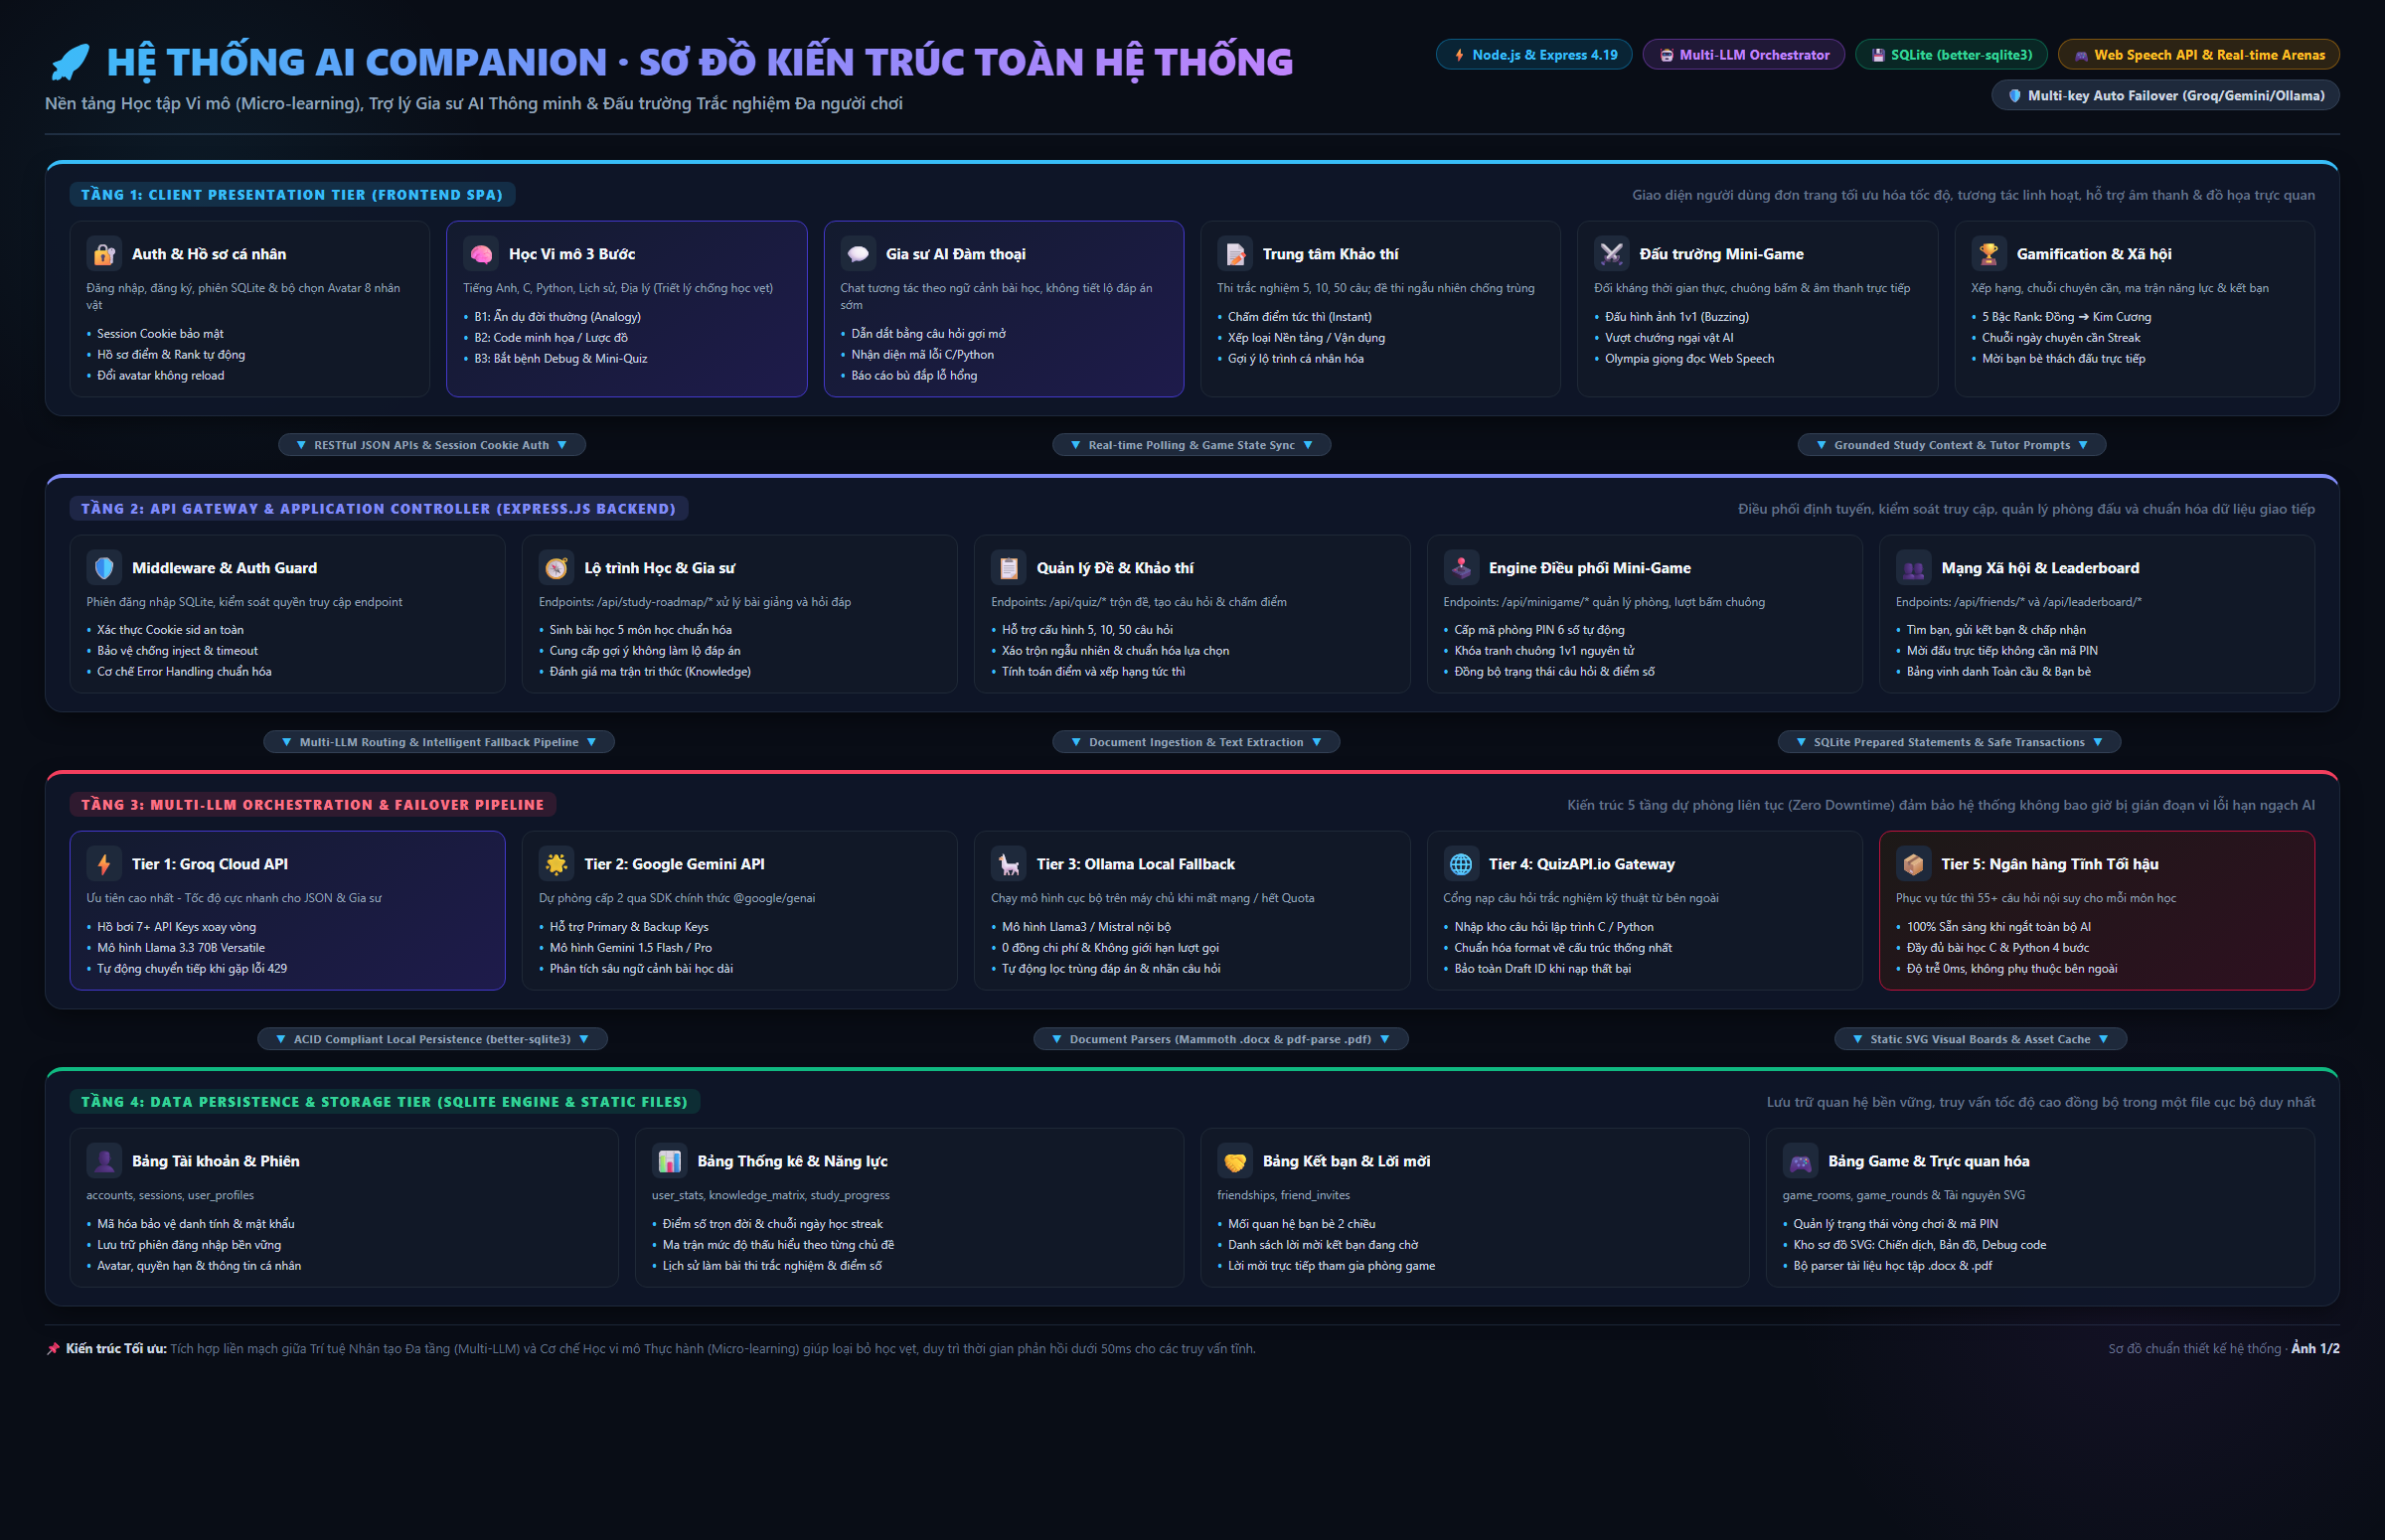 HỆ THỐNG AI COMPANION · SƠ ĐỒ KIẾN TRÚC TOÀN HỆ THỐNG
Nền tảng Học tập Vi mô (Micro-learning), Trợ lý Gia sư AI Thông minh & Đấu trường Trắc nghiệm Đa người chơi
Node.js & Express 4.19
Multi-LLM Orchestrator
SQLite (better-sqlite3)
Web Speech API & Real-time Arenas
Multi-key Auto Failover (Groq/Gemini/Ollama)
TẦNG 1: CLIENT PRESENTATION TIER (FRONTEND SPA)
Giao diện người dùng đơn trang tối ưu hóa tốc độ, tương tác linh hoạt, hỗ trợ âm thanh & đồ họa trực quan
Auth & Hồ sơ cá nhân
Đăng nhập, đăng ký, phiên SQLite & bộ chọn Avatar 8 nhân
vật
• Session Cookie bảo mật
• Hồ sơ điểm & Rank tự động
• Đổi avatar không reload
Học Vi mô 3 Bước
Tiếng Anh, C, Python, Lịch sử, Địa lý (Triết lý chống học vẹt)
• B1: Ẩn dụ đời thường (Analogy)
• B2: Code minh họa / Lược đồ
• B3: Bắt bệnh Debug & Mini-Quiz
Gia sư AI Đàm thoại
Chat tương tác theo ngữ cảnh bài học, không tiết lộ đáp án
sớm
• Dẫn dắt bằng câu hỏi gợi mở
• Nhận diện mã lỗi C/Python
• Báo cáo bù đắp lỗ hổng
Trung tâm Khảo thí
Thi trắc nghiệm 5, 10, 50 câu; đề thi ngẫu nhiên chống trùng
• Chấm điểm tức thì (Instant)
• Xếp loại Nền tảng / Vận dụng
• Gợi ý lộ trình cá nhân hóa
Đấu trường Mini-Game
Đối kháng thời gian thực, chuông bấm & âm thanh trực tiếp
• Đấu hình ảnh 1v1 (Buzzing)
• Vượt chướng ngại vật AI
• Olympia giọng đọc Web Speech
Gamification & Xã hội
Xếp hạng, chuỗi chuyên cần, ma trận năng lực & kết bạn
• 5 Bậc Rank: Đồng ➔ Kim Cương
• Chuỗi ngày chuyên cần Streak
• Mời bạn bè thách đấu trực tiếp
▼ RESTful JSON APIs & Session Cookie Auth ▼
▼ Real-time Polling & Game State Sync ▼
▼ Grounded Study Context & Tutor Prompts ▼
TẦNG 2: API GATEWAY & APPLICATION CONTROLLER (EXPRESS.JS BACKEND)
Điều phối định tuyến, kiểm soát truy cập, quản lý phòng đấu và chuẩn hóa dữ liệu giao tiếp
Middleware & Auth Guard
Phiên đăng nhập SQLite, kiểm soát quyền truy cập endpoint
• Xác thực Cookie sid an toàn
• Bảo vệ chống inject & timeout
• Cơ chế Error Handling chuẩn hóa
Lộ trình Học & Gia sư
Endpoints: /api/study-roadmap/* xử lý bài giảng và hỏi đáp
• Sinh bài học 5 môn học chuẩn hóa
• Cung cấp gợi ý không làm lộ đáp án
• Đánh giá ma trận tri thức (Knowledge)
Quản lý Đề & Khảo thí
Endpoints: /api/quiz/* trộn đề, tạo câu hỏi & chấm điểm
• Hỗ trợ cấu hình 5, 10, 50 câu hỏi
• Xáo trộn ngẫu nhiên & chuẩn hóa lựa chọn
• Tính toán điểm và xếp hạng tức thì
Engine Điều phối Mini-Game
Endpoints: /api/minigame/* quản lý phòng, lượt bấm chuông
• Cấp mã phòng PIN 6 số tự động
• Khóa tranh chuông 1v1 nguyên tử
• Đồng bộ trạng thái câu hỏi & điểm số
Mạng Xã hội & Leaderboard
Endpoints: /api/friends/* và /api/leaderboard/*
• Tìm bạn, gửi kết bạn & chấp nhận
• Mời đấu trực tiếp không cần mã PIN
• Bảng vinh danh Toàn cầu & Bạn bè
▼ Multi-LLM Routing & Intelligent Fallback Pipeline ▼
▼ Document Ingestion & Text Extraction ▼
▼ SQLite Prepared Statements & Safe Transactions ▼
TẦNG 3: MULTI-LLM ORCHESTRATION & FAILOVER PIPELINE
Kiến trúc 5 tầng dự phòng liên tục (Zero Downtime) đảm bảo hệ thống không bao giờ bị gián đoạn vì lỗi hạn ngạch AI
Tier 1: Groq Cloud API
Ưu tiên cao nhất - Tốc độ cực nhanh cho JSON & Gia sư
• Hồ bơi 7+ API Keys xoay vòng
• Mô hình Llama 3.3 70B Versatile
• Tự động chuyển tiếp khi gặp lỗi 429
Tier 2: Google Gemini API
Dự phòng cấp 2 qua SDK chính thức @google/genai
• Hỗ trợ Primary & Backup Keys
• Mô hình Gemini 1.5 Flash / Pro
• Phân tích sâu ngữ cảnh bài học dài
Tier 3: Ollama Local Fallback
Chạy mô hình cục bộ trên máy chủ khi mất mạng / hết Quota
• Mô hình Llama3 / Mistral nội bộ
• 0 đồng chi phí & Không giới hạn lượt gọi
• Tự động lọc trùng đáp án & nhãn câu hỏi
Tier 4: QuizAPI.io Gateway
Cổng nạp câu hỏi trắc nghiệm kỹ thuật từ bên ngoài
• Nhập kho câu hỏi lập trình C / Python
• Chuẩn hóa format về cấu trúc thống nhất
• Bảo toàn Draft ID khi nạp thất bại
Tier 5: Ngân hàng Tĩnh Tối hậu
Phục vụ tức thì 55+ câu hỏi nội suy cho mỗi môn học
• 100% Sẵn sàng khi ngắt toàn bộ AI
• Đầy đủ bài học C & Python 4 bước
• Độ trễ 0ms, không phụ thuộc bên ngoài
▼ ACID Compliant Local Persistence (better-sqlite3) ▼
▼ Document Parsers (Mammoth .docx & pdf-parse .pdf) ▼
▼ Static SVG Visual Boards & Asset Cache ▼
TẦNG 4: DATA PERSISTENCE & STORAGE TIER (SQLITE ENGINE & STATIC FILES)
Lưu trữ quan hệ bền vững, truy vấn tốc độ cao đồng bộ trong một file cục bộ duy nhất
Bảng Tài khoản & Phiên
accounts, sessions, user_profiles
• Mã hóa bảo vệ danh tính & mật khẩu
• Lưu trữ phiên đăng nhập bền vững
• Avatar, quyền hạn & thông tin cá nhân
Bảng Thống kê & Năng lực
user_stats, knowledge_matrix, study_progress
• Điểm số trọn đời & chuỗi ngày học streak
• Ma trận mức độ thấu hiểu theo từng chủ đề
• Lịch sử làm bài thi trắc nghiệm & điểm số
Bảng Kết bạn & Lời mời
friendships, friend_invites
• Mối quan hệ bạn bè 2 chiều
• Danh sách lời mời kết bạn đang chờ
• Lời mời trực tiếp tham gia phòng game
Bảng Game & Trực quan hóa
game_rooms, game_rounds & Tài nguyên SVG
• Quản lý trạng thái vòng chơi & mã PIN
• Kho sơ đồ SVG: Chiến dịch, Bản đồ, Debug code
• Bộ parser tài liệu học tập .docx & .pdf
Kiến trúc Tối ưu: Tích hợp liền mạch giữa Trí tuệ Nhân tạo Đa tầng (Multi-LLM) và Cơ chế Học vi mô Thực hành (Micro-learning) giúp loại bỏ học vẹt, duy trì thời gian phản hồi dưới 50ms cho các truy vấn tĩnh.
Sơ đồ chuẩn thiết kế hệ thống · Ảnh 1/2